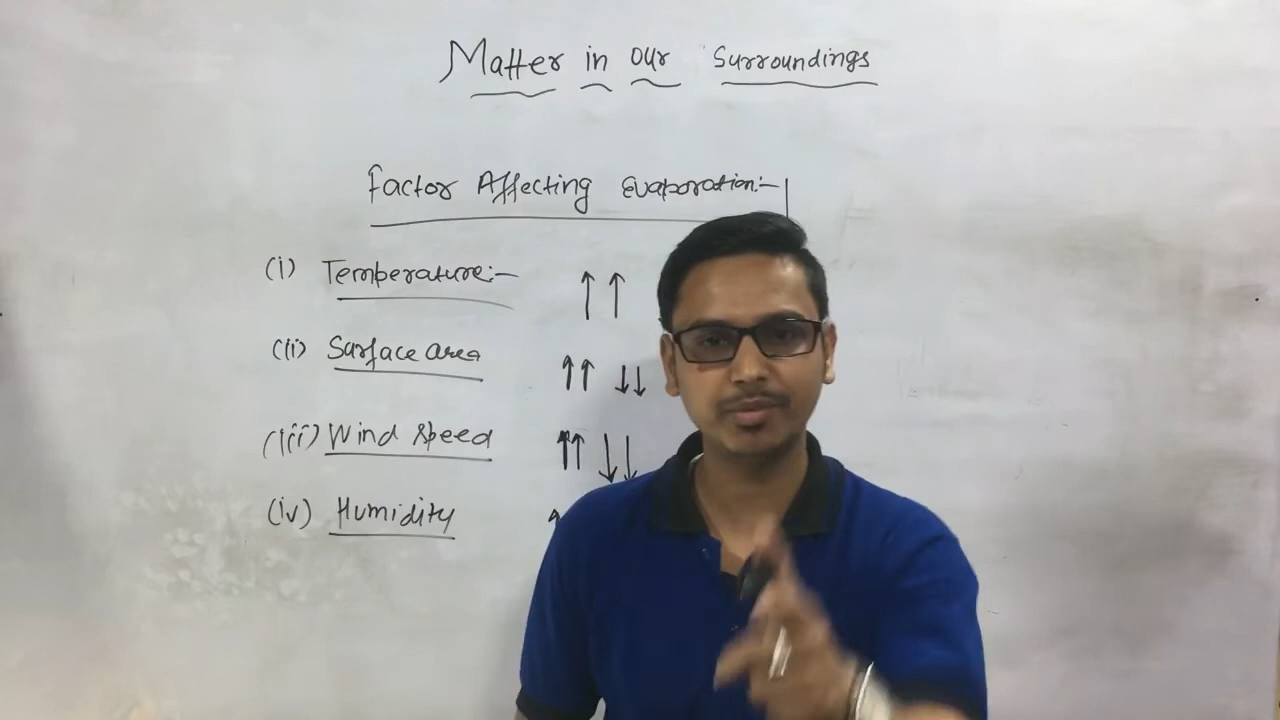 Matter in our Surroundings
Factor Affecting Evaporation:-
(i) Temperature:- ↑ ↑
(ii) Surface area ↑↑ ↓↓
(iii) Wind Speed ↑↑ ↓↓
(iv) Humidity ↑